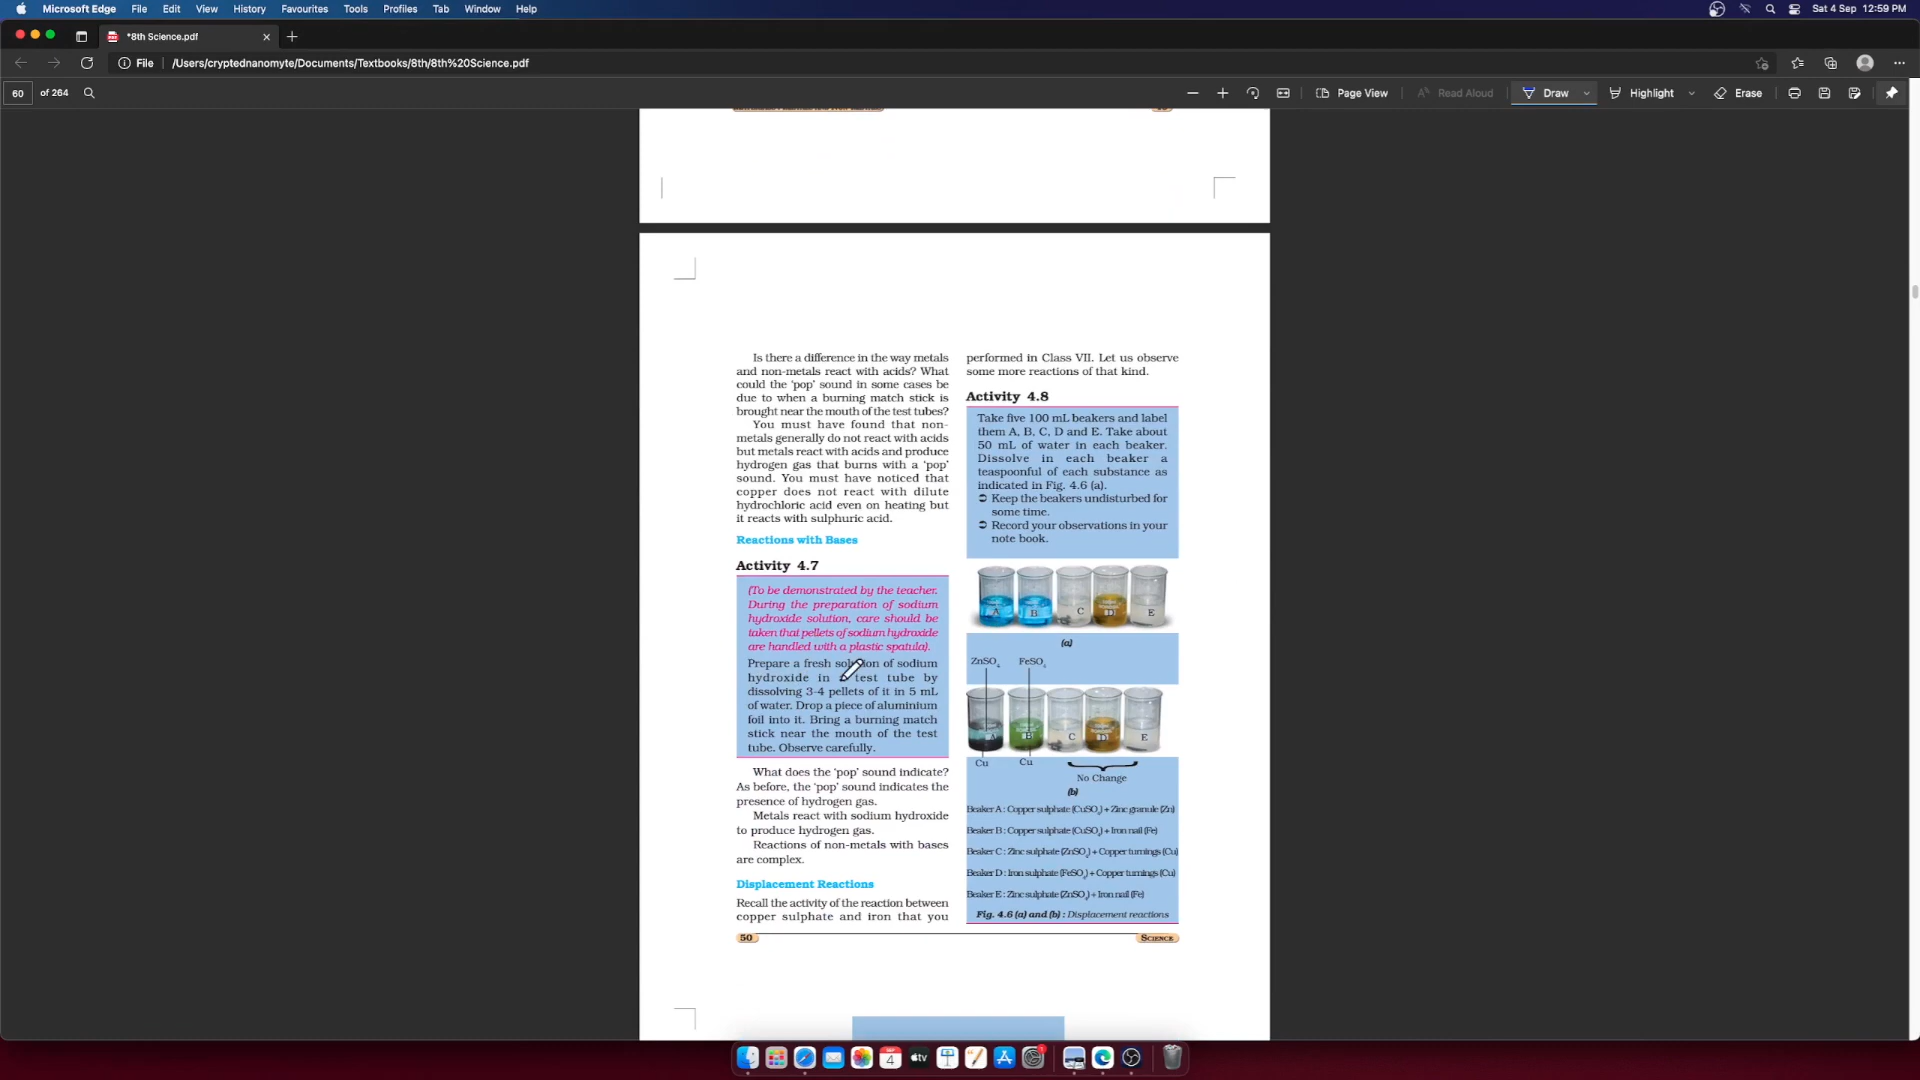 Microsoft Edge File Edit View History Favourites Tools Profiles Tab Window Help
Sat 4 Sep 12:59 PM
*8th Science.pdf
File /Users/cryptednanomyte/Documents/Textbooks/8th/8th%20Science.pdf
60 of 264
Page View Read Aloud Draw Highlight Erase
Is there a difference in the way metals
and non-metals react with acids? What
could the ‘pop’ sound in some cases be
due to when a burning match stick is
brought near the mouth of the test tubes?
You must have found that non-
metals generally do not react with acids
but metals react with acids and produce
hydrogen gas that burns with a ‘pop’
sound. You must have noticed that
copper does not react with dilute
hydrochloric acid even on heating but
it reacts with sulphuric acid.
Reactions with Bases
Activity 4.7
(To be demonstrated by the teacher.
During the preparation of sodium
hydroxide solution, care should be
taken that pellets of sodium hydroxide
are handled with a plastic spatula).
Prepare a fresh solution of sodium
hydroxide in test tube by
dissolving 3-4 pellets of it in 5 mL
of water. Drop a piece of aluminium
foil into it. Bring a burning match
stick near the mouth of the test
tube. Observe carefully.
What does the ‘pop’ sound indicate?
As before, the ‘pop’ sound indicates the
presence of hydrogen gas.
Metals react with sodium hydroxide
to produce hydrogen gas.
Reactions of non-metals with bases
are complex.
Displacement Reactions
Recall the activity of the reaction between
copper sulphate and iron that you
performed in Class VII. Let us observe
some more reactions of that kind.
Activity 4.8
Take five 100 mL beakers and label
them A, B, C, D and E. Take about
50 mL of water in each beaker.
Dissolve in each beaker a
teaspoonful of each substance as
indicated in Fig. 4.6 (a).
➲ Keep the beakers undisturbed for
some time.
➲ Record your observations in your
note book.
A B C D E
(a)
ZnSO₄ FeSO₄
A B C D E
Cu Cu
No Change
(b)
Beaker A : Copper sulphate (CuSO₄) + Zinc granule (Zn)
Beaker B : Copper sulphate (CuSO₄) + Iron nail (Fe)
Beaker C : Zinc sulphate (ZnSO₄) + Copper turnings (Cu)
Beaker D : Iron sulphate (FeSO₄) + Copper turnings (Cu)
Beaker E : Zinc sulphate (ZnSO₄) + Iron nail (Fe)
Fig. 4.6 (a) and (b) : Displacement reactions
50 SCIENCE
SEP
4
tv